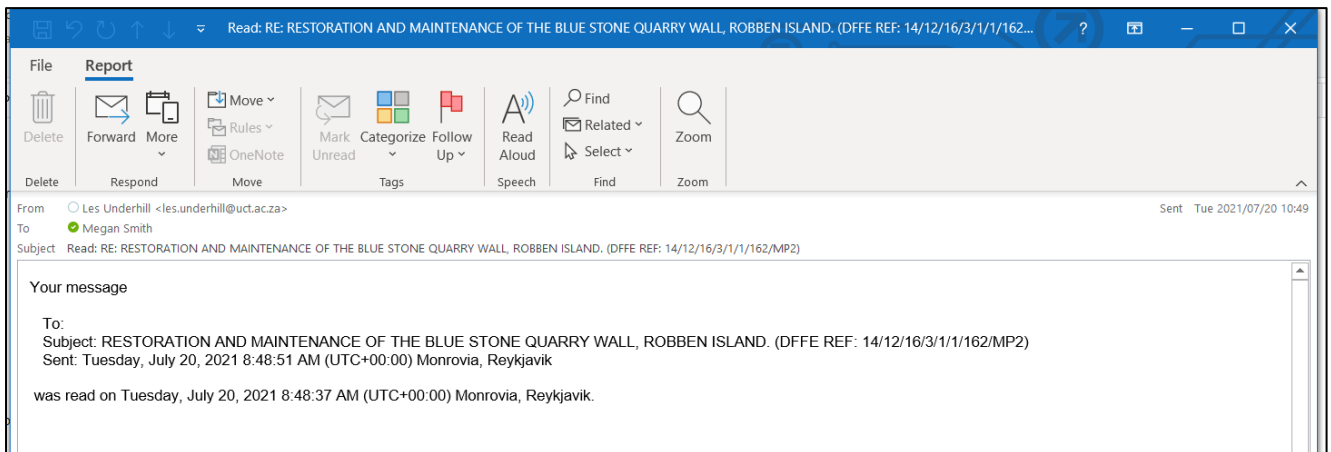 Read: RE: RESTORATION AND MAINTENANCE OF THE BLUE STONE QUARRY WALL, ROBBEN ISLAND. (DFFE REF: 14/12/16/3/1/1/162... ?
File Report
Delete Forward More Move Rules OneNote Mark Unread Categorize Follow Up Read Aloud Find Related Select Zoom
Delete Respond Move Tags Speech Find Zoom
From Les Underhill <les.underhill@uct.ac.za> Sent Tue 2021/07/20 10:49
To Megan Smith
Subject Read: RE: RESTORATION AND MAINTENANCE OF THE BLUE STONE QUARRY WALL, ROBBEN ISLAND. (DFFE REF: 14/12/16/3/1/1/162/MP2)
Your message
To:
Subject: RESTORATION AND MAINTENANCE OF THE BLUE STONE QUARRY WALL, ROBBEN ISLAND. (DFFE REF: 14/12/16/3/1/1/162/MP2)
Sent: Tuesday, July 20, 2021 8:48:51 AM (UTC+00:00) Monrovia, Reykjavik
was read on Tuesday, July 20, 2021 8:48:37 AM (UTC+00:00) Monrovia, Reykjavik.